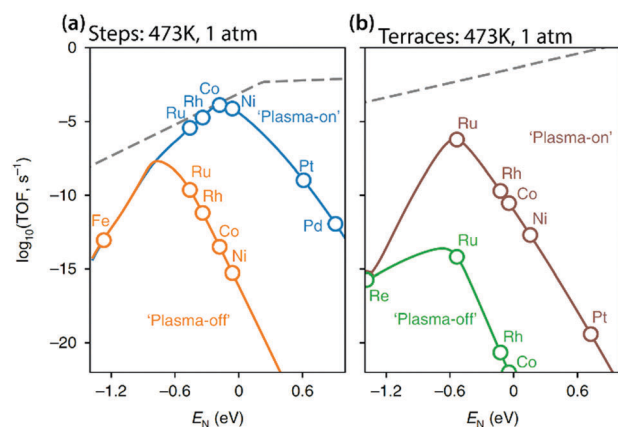 (a) Steps: 473K, 1 atm
0
−5
−10
−15
−20
log10(TOF, s−1)
Co
Rh
Ni
Ru
'Plasma-on'
Ru
Pt
Rh
Fe
Pd
Co
Ni
'Plasma-off'
−1.2 −0.6 0 0.6
EN (eV)
(b) Terraces: 473K, 1 atm
Ru
'Plasma-on'
Rh
Co
Ni
Ru
Re
'Plasma-off'
Pt
Rh
Co
−1.2 −0.6 0 0.6
EN (eV)